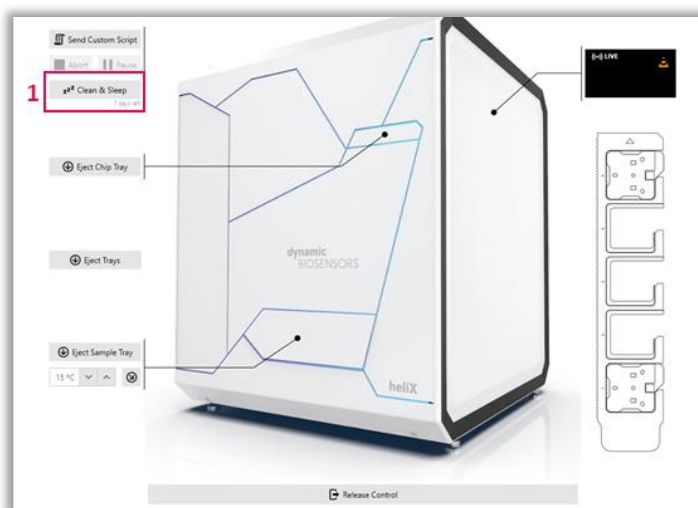 Send Custom Script
Abort Pause
1
zzZ Clean & Sleep
Eject Chip Tray
Eject Trays
Eject Sample Tray
15 °C
((•)) LIVE
dynamic
BIOSENSORS
heliX
Release Control